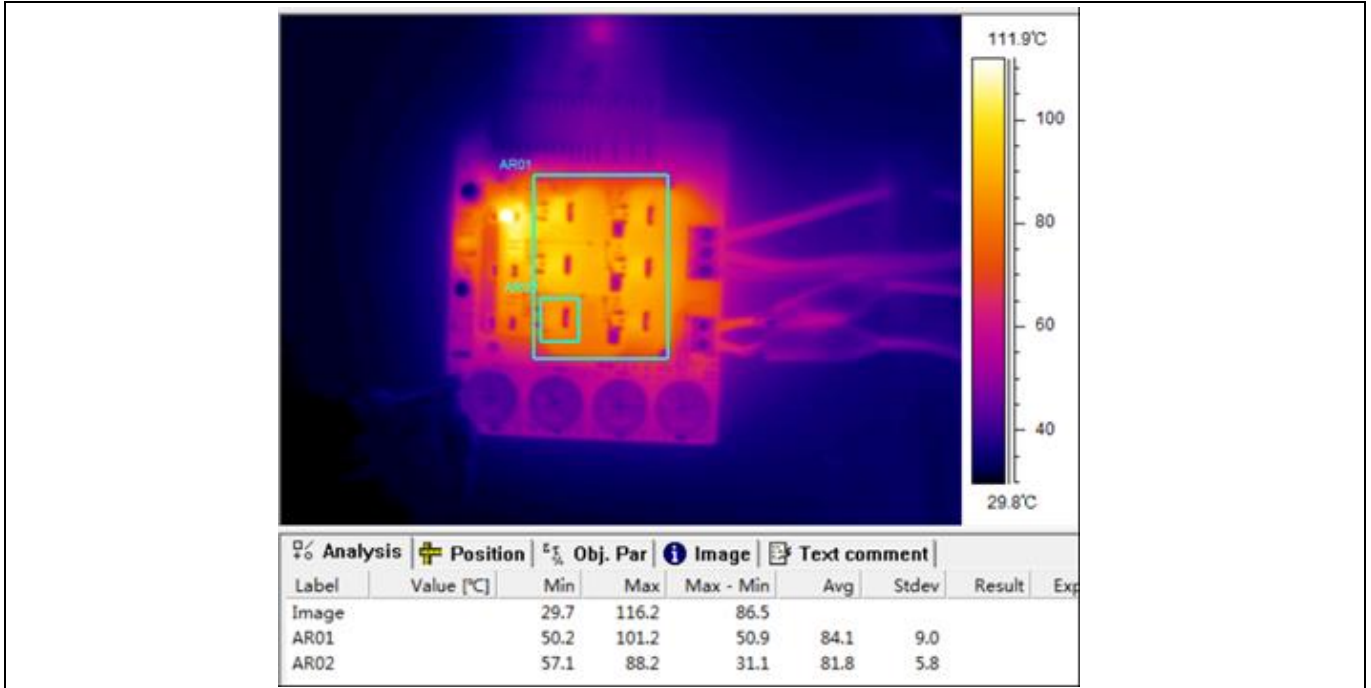 111.9°C
100
AR01
80
AR02
60
40
29.8°C
Analysis Position Obj. Par Image Text comment
Label Value [°C] Min Max Max - Min Avg Stdev Result Exp
Image 29.7 116.2 86.5
AR01 50.2 101.2 50.9 84.1 9.0
AR02 57.1 88.2 31.1 81.8 5.8